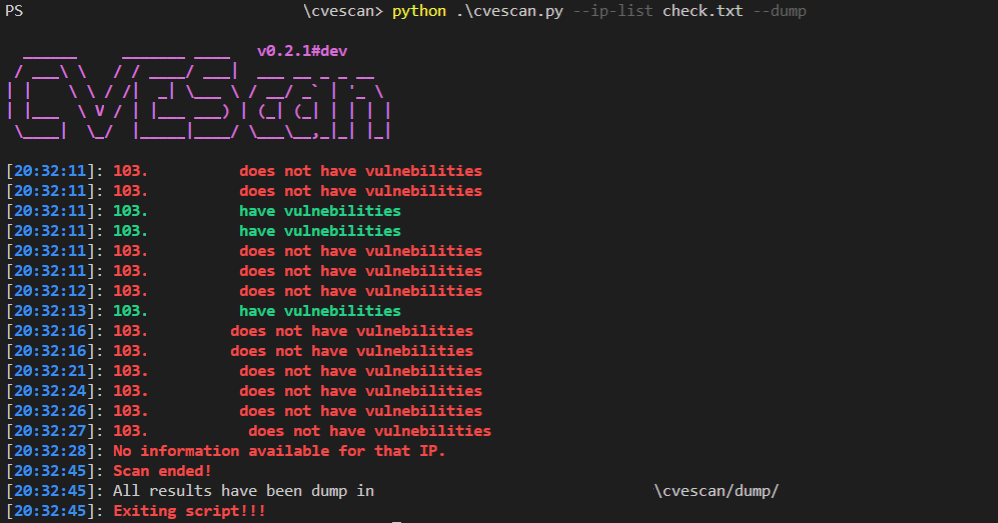 PS \cvescan> python .\cvescan.py --ip-list check.txt --dump
v0.2.1#dev
CVEScan
[20:32:11]: 103. does not have vulnebilities
[20:32:11]: 103. does not have vulnebilities
[20:32:11]: 103. have vulnebilities
[20:32:11]: 103. have vulnebilities
[20:32:11]: 103. does not have vulnebilities
[20:32:11]: 103. does not have vulnebilities
[20:32:12]: 103. does not have vulnebilities
[20:32:13]: 103. have vulnebilities
[20:32:16]: 103. does not have vulnebilities
[20:32:16]: 103. does not have vulnebilities
[20:32:21]: 103. does not have vulnebilities
[20:32:24]: 103. does not have vulnebilities
[20:32:26]: 103. does not have vulnebilities
[20:32:27]: 103. does not have vulnebilities
[20:32:28]: No information available for that IP.
[20:32:45]: Scan ended!
[20:32:45]: All results have been dump in \cvescan/dump/
[20:32:45]: Exiting script!!!